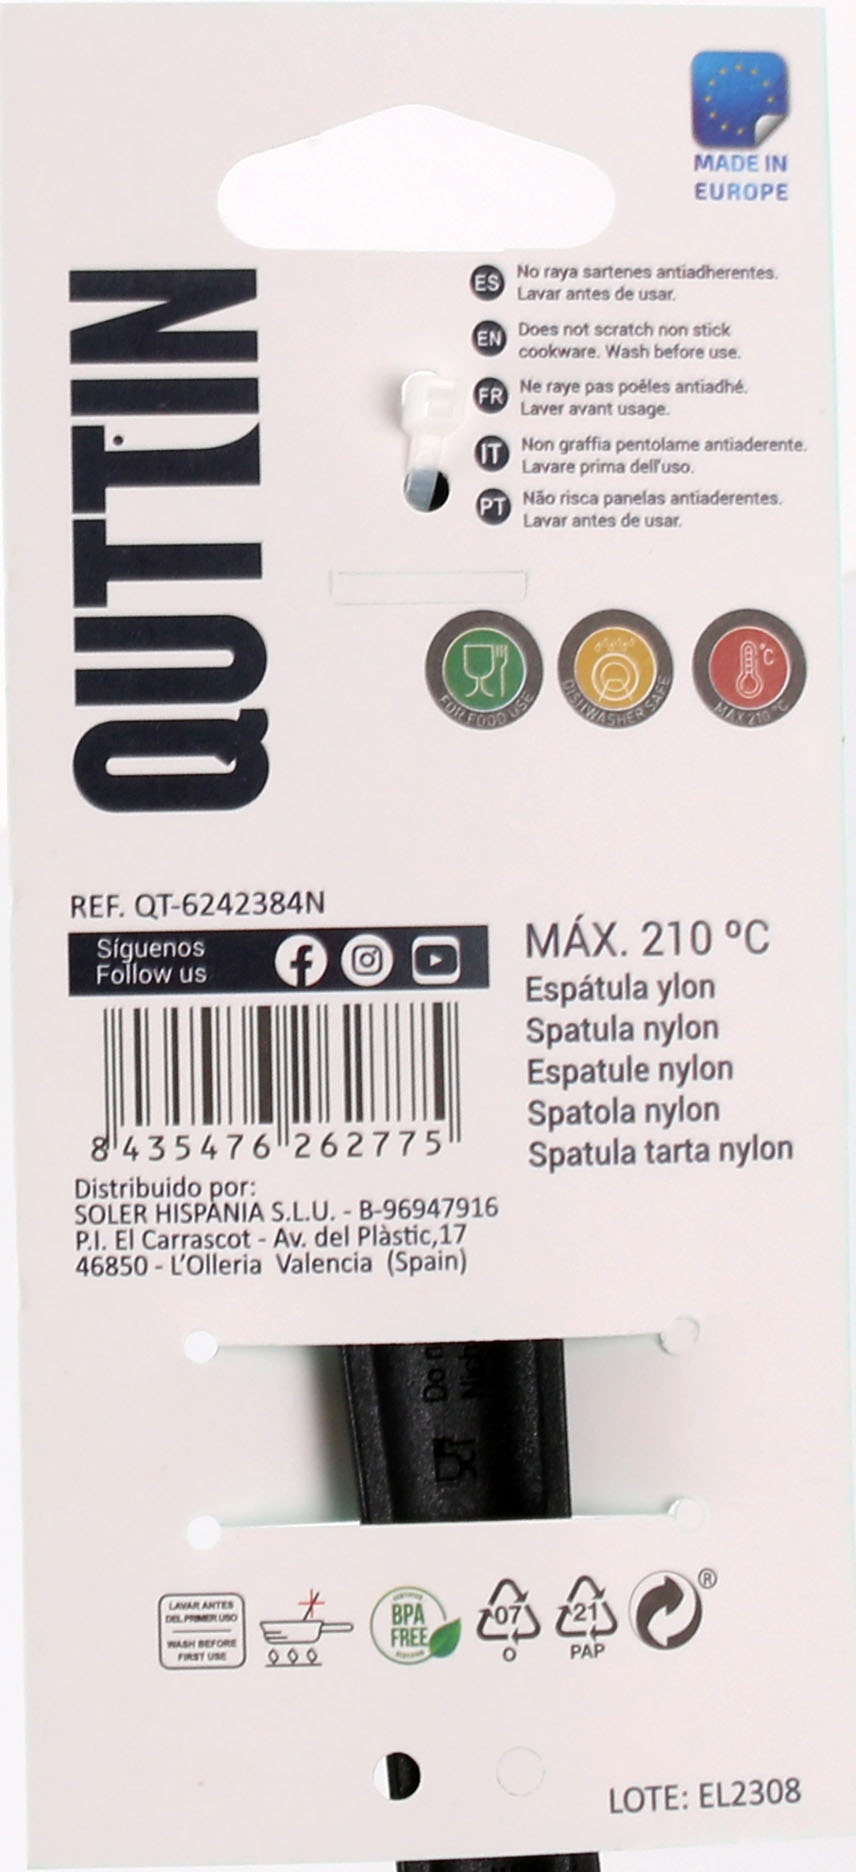 MADE IN
EUROPE
QUTTIN
ES No raya sartenes antiadherentes.
Lavar antes de usar.
EN Does not scratch non stick
cookware. Wash before use.
FR Ne raye pas poêles antiadhé.
Laver avant usage.
IT Non graffia pentolame antiaderente.
Lavare prima dell'uso.
PT Não risca panelas antiaderentes.
Lavar antes de usar.
FOR FOOD USE
DISHWASHER SAFE
°C
MAX 210 °C
REF. QT-6242384N
Síguenos
Follow us
8 435476 262775
MÁX. 210 ºC
Espátula ylon
Spatula nylon
Espatule nylon
Spatola nylon
Spatula tarta nylon
Distribuido por:
SOLER HISPANIA S.L.U. - B-96947916
P.I. El Carrascot - Av. del Plàstic,17
46850 - L'Olleria Valencia (Spain)
LAVAR ANTES
DEL PRIMER USO
WASH BEFORE
FIRST USE
BPA
FREE
07
O
21
PAP
®
LOTE: EL2308